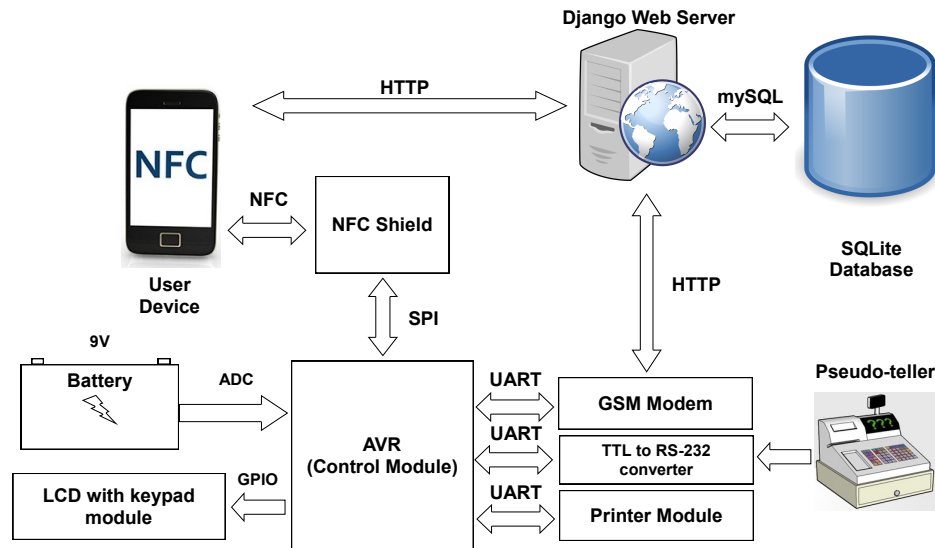 Django Web Server
HTTP
mySQL
NFC
NFC
NFC Shield
User
Device
SQLite
Database
HTTP
SPI
9V
Battery
ADC
Pseudo-teller
UART
GSM Modem
???
AVR
(Control Module)
UART
TTL to RS-232
converter
GPIO
LCD with keypad
module
UART
Printer Module